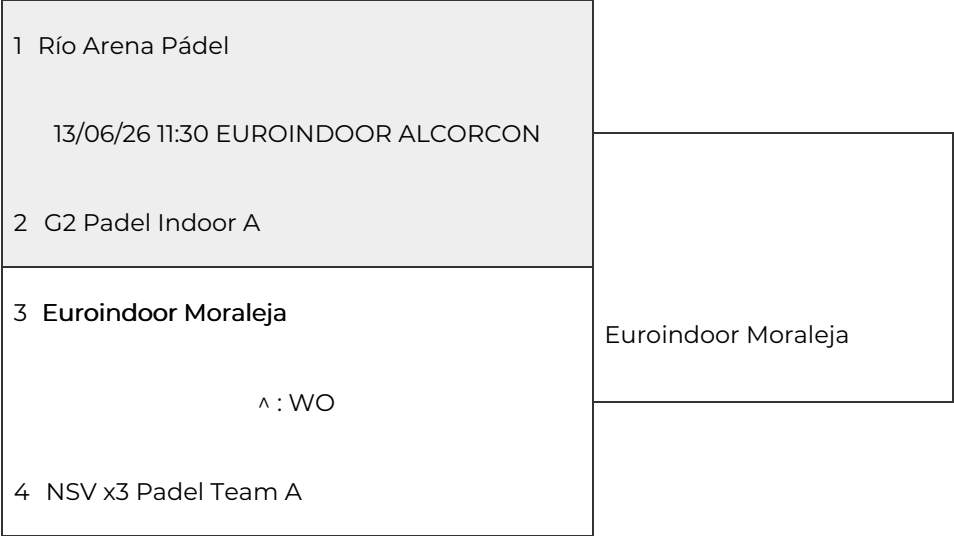 1 Río Arena Pádel
13/06/26 11:30 EUROINDOOR ALCORCON
2 G2 Padel Indoor A
3 Euroindoor Moraleja
^ : WO
4 NSV x3 Padel Team A
Euroindoor Moraleja